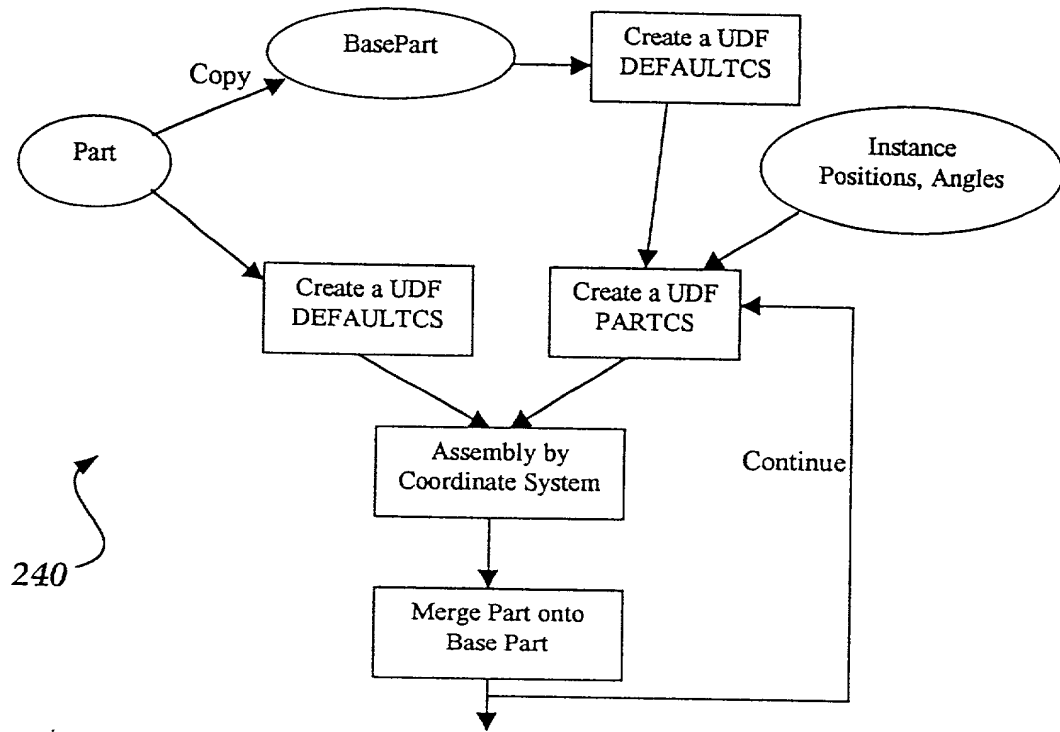 BasePart
Create a UDF
DEFAULTCS
Copy
Part
Instance
Positions, Angles
Create a UDF
DEFAULTCS
Create a UDF
PARTCS
Assembly by
Coordinate System
Continue
240
Merge Part onto
Base Part